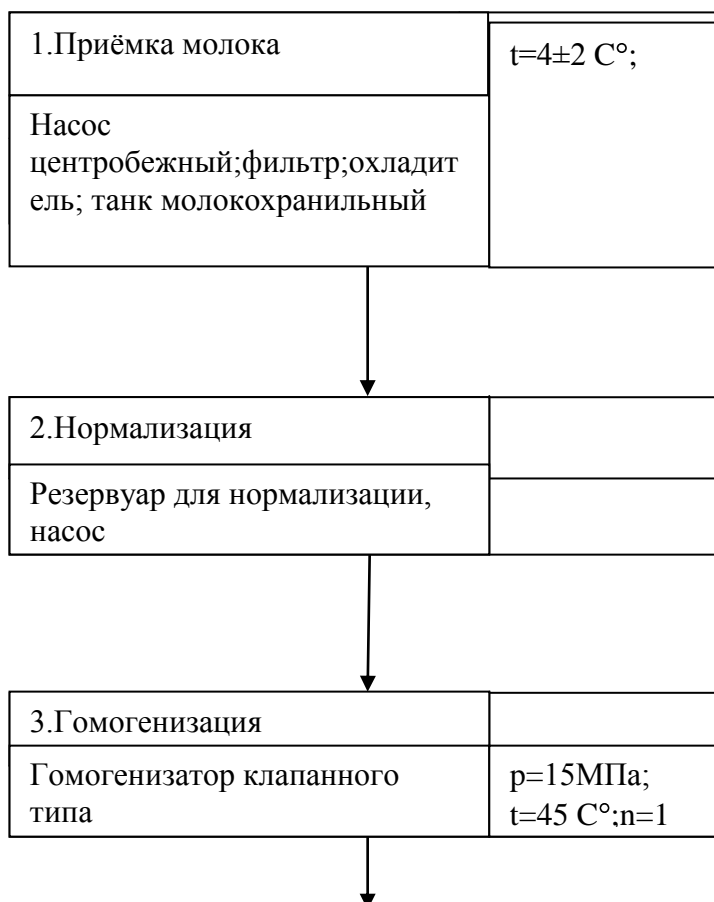 1.Приёмка молока
t=4±2 C°;
Насос
центробежный;фильтр;охладит
ель; танк молокохранильный
2.Нормализация
Резервуар для нормализации,
насос
3.Гомогенизация
Гомогенизатор клапанного
типа
p=15МПа;
t=45 C°;n=1